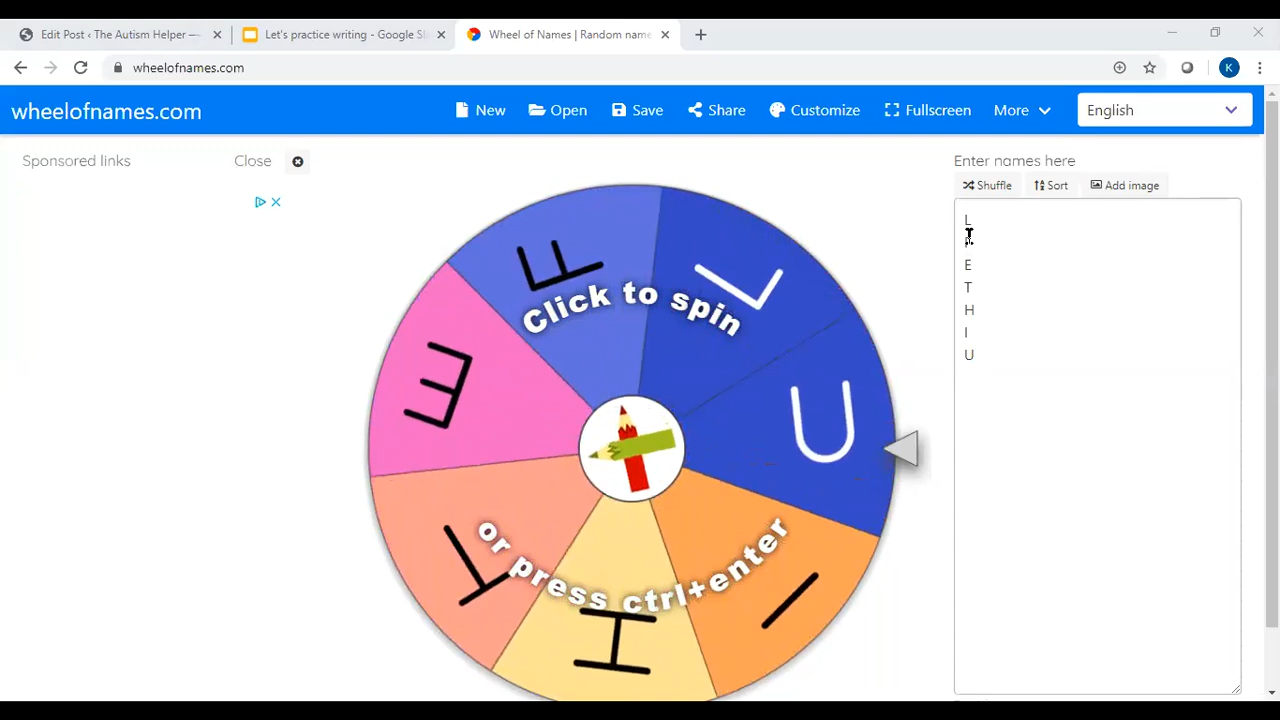 Edit Post ‹ The Autism Helper —
Let's practice writing - Google Sl
Wheel of Names | Random name
wheelofnames.com
K
wheelofnames.com
New
Open
Save
Share
Customize
Fullscreen
More
English
Sponsored links
Close
Enter names here
Shuffle
Sort
Add image
L
E
T
H
I
U
F
L
U
I
H
T
E
Click to spin
or press ctrl+enter